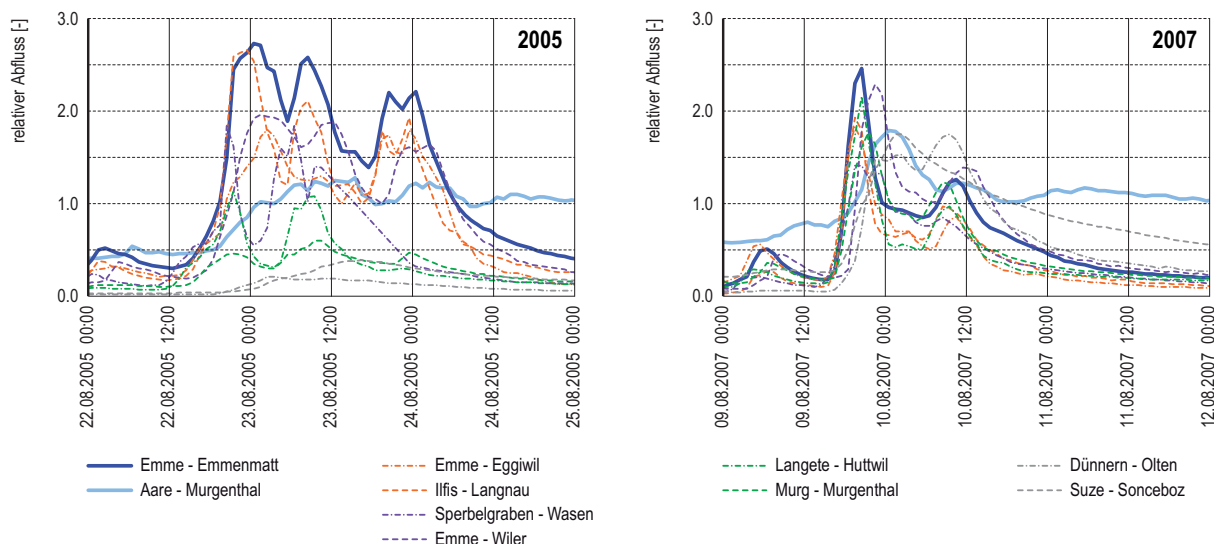 relativer Abfluss [-]
3.0
2.0
1.0
0.0
2005
22.08.2005 00:00
22.08.2005 12:00
23.08.2005 00:00
23.08.2005 12:00
24.08.2005 00:00
24.08.2005 12:00
25.08.2005 00:00
relativer Abfluss [-]
3.0
2.0
1.0
0.0
2007
09.08.2007 00:00
09.08.2007 12:00
10.08.2007 00:00
10.08.2007 12:00
11.08.2007 00:00
11.08.2007 12:00
12.08.2007 00:00
Emme - Emmenmatt
Aare - Murgenthal
Emme - Eggiwil
Ilfis - Langnau
Sperbelgraben - Wasen
Emme - Wiler
Langete - Huttwil
Murg - Murgenthal
Dünnern - Olten
Suze - Sonceboz